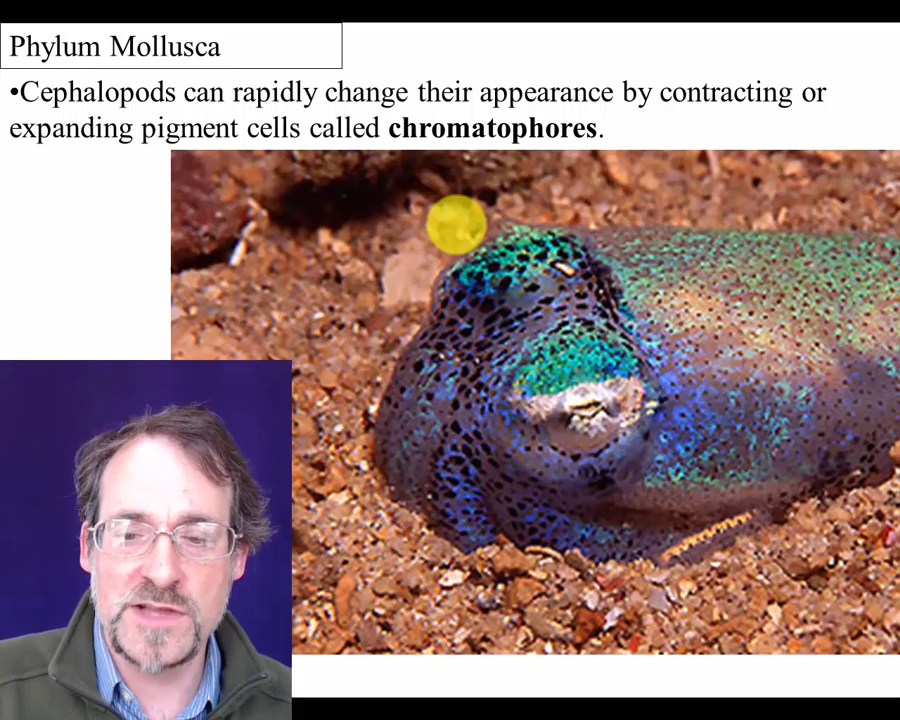 Phylum Mollusca
•Cephalopods can rapidly change their appearance by contracting or
expanding pigment cells called chromatophores.